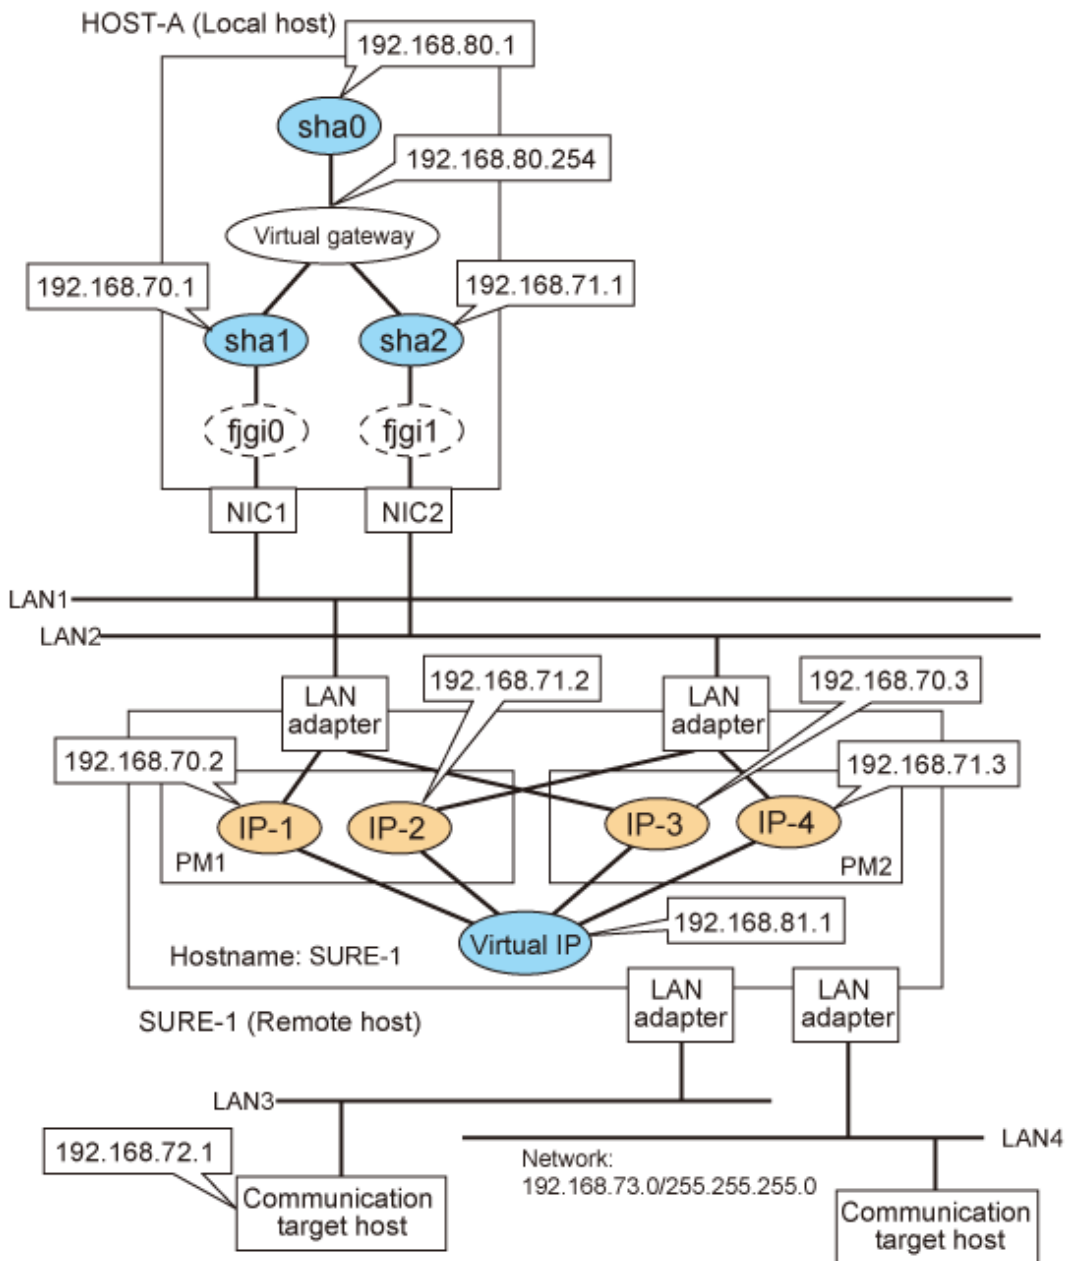 HOST-A (Local host)
192.168.80.1
sha0
192.168.80.254
Virtual gateway
192.168.70.1
192.168.71.1
sha1
sha2
fjgi0
fjgi1
NIC1
NIC2
LAN1
LAN2
LAN
adapter
192.168.71.2
LAN
adapter
192.168.70.3
192.168.70.2
192.168.71.3
IP-1
IP-2
IP-3
IP-4
PM1
PM2
192.168.81.1
Virtual IP
Hostname: SURE-1
LAN
adapter
LAN
adapter
SURE-1 (Remote host)
LAN3
LAN4
192.168.72.1
Network:
192.168.73.0/255.255.255.0
Communication
target host
Communication
target host